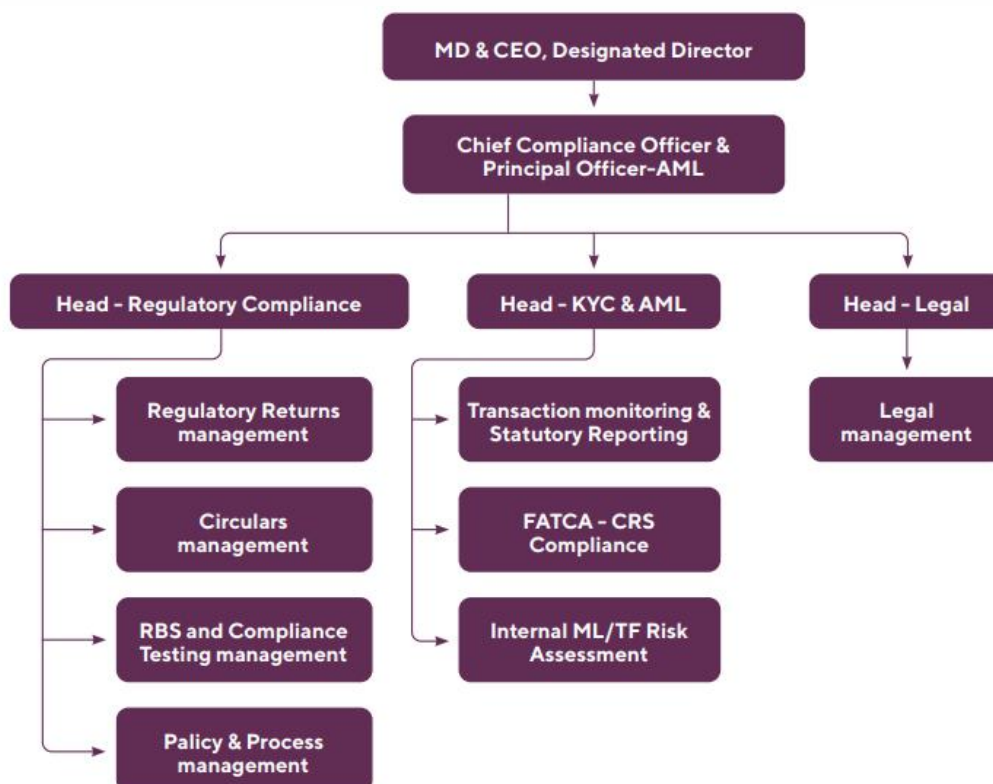 MD & CEO, Designated Director
Chief Compliance Officer &
Principal Officer-AML
Head - Regulatory Compliance
Head - KYC & AML
Head - Legal
Regulatory Returns
management
Transaction monitoring &
Statutory Reporting
Legal
management
Circulars
management
FATCA - CRS
Compliance
RBS and Compliance
Testing management
Internal ML/TF Risk
Assessment
Palicy & Process
management